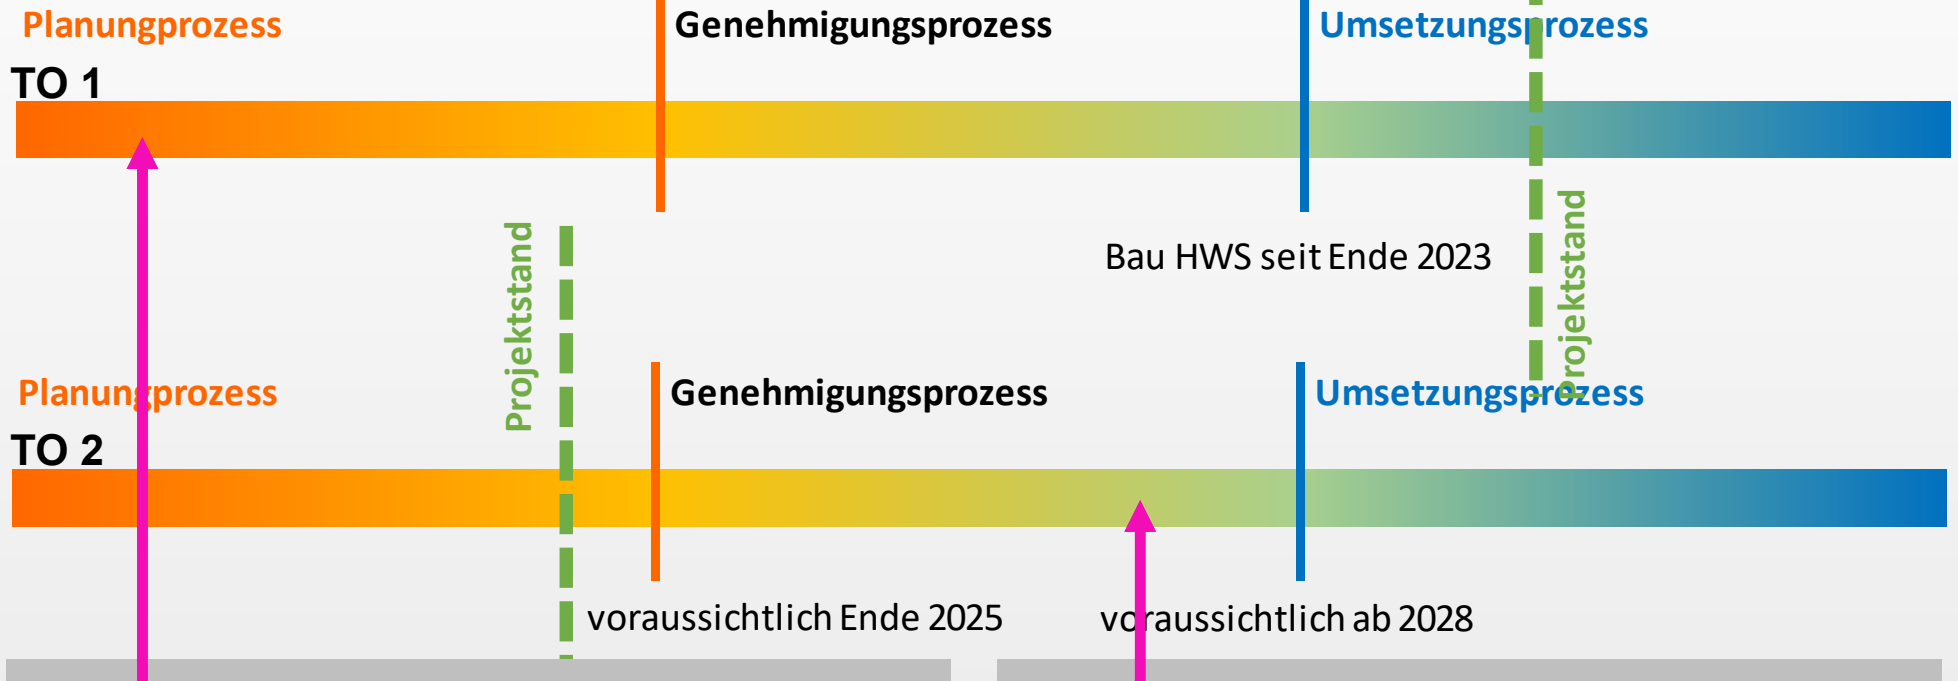 Planungprozess
Genehmigungsprozess
Umsetzungsprozess
TO 1
Projektstand
Bau HWS seit Ende 2023
Projektstand
Planungprozess
Genehmigungsprozess
Umsetzungsprozess
TO 2
voraussichtlich Ende 2025
voraussichtlich ab 2028